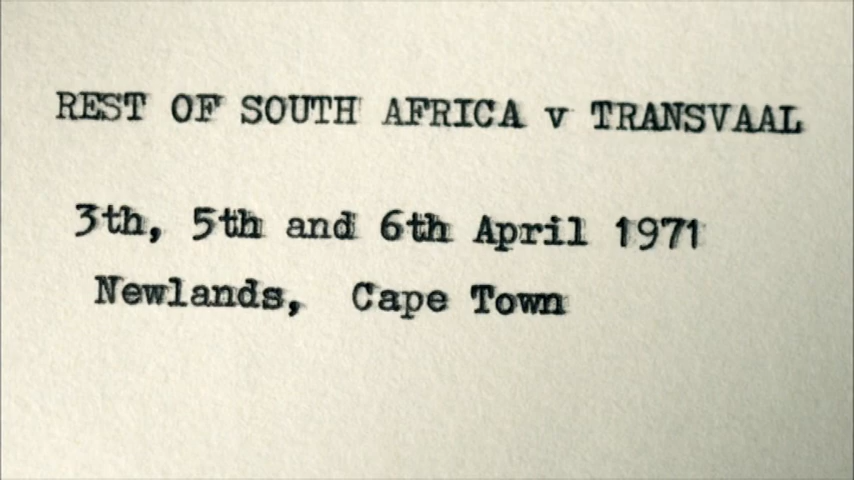 REST OF SOUTH AFRICA v TRANSVAAL
3th, 5th and 6th April 1971
Newlands, Cape Town